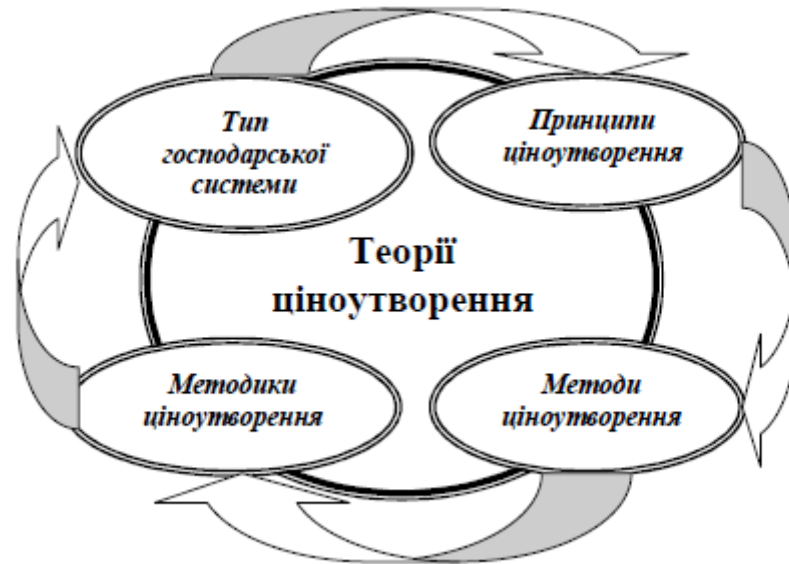 Тип
господарської
системи
Принципи
ціноутворення
Теорії
ціноутворення
Методики
ціноутворення
Методи
ціноутворення